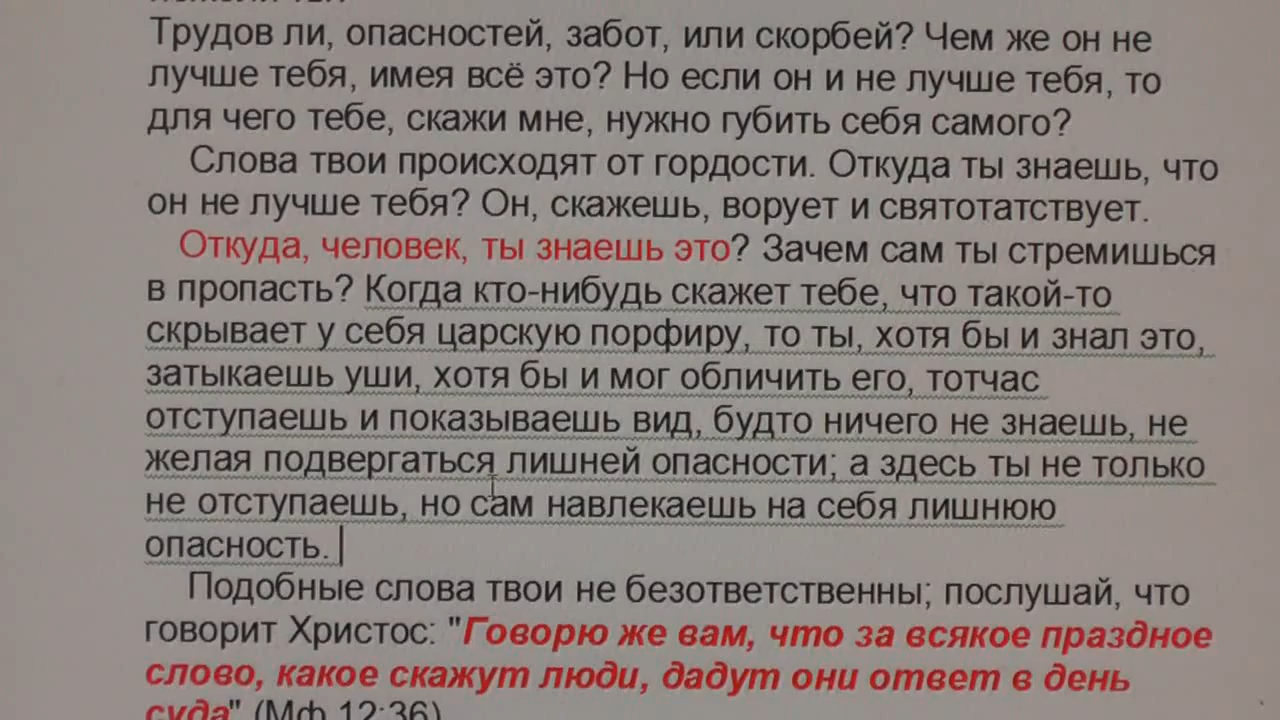 Трудов ли, опасностей, забот, или скорбей? Чем же он не
лучше тебя, имея всё это? Но если он и не лучше тебя, то
для чего тебе, скажи мне, нужно губить себя самого?
Слова твои происходят от гордости. Откуда ты знаешь, что
он не лучше тебя? Он, скажешь, ворует и святотатствует.
Откуда, человек, ты знаешь это? Зачем сам ты стремишься
в пропасть? Когда кто-нибудь скажет тебе, что такой-то
скрывает у себя царскую порфиру, то ты, хотя бы и знал это,
затыкаешь уши, хотя бы и мог обличить его, тотчас
отступаешь и показываешь вид, будто ничего не знаешь, не
желая подвергаться лишней опасности; а здесь ты не только
не отступаешь, но сам навлекаешь на себя лишнюю
опасность.
Подобные слова твои не безответственны; послушай, что
говорит Христос: "Говорю же вам, что за всякое праздное
слово, какое скажут люди, дадут они ответ в день
суда" (Мф.12:36)